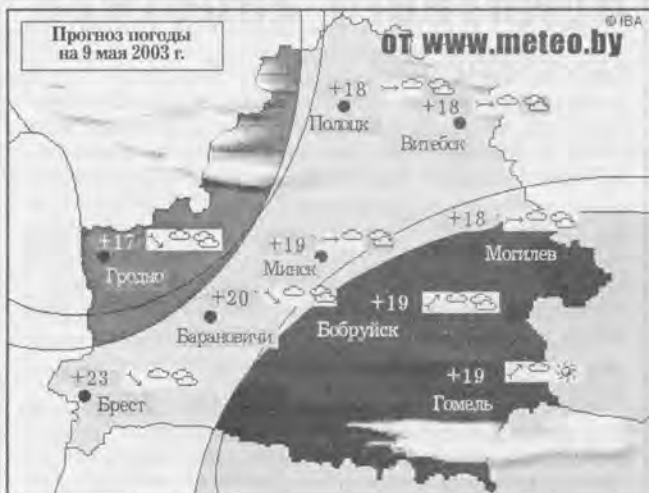 Прогноз погоды
на 9 мая 2003 г.
© IBA
от www.meteo.by
+18
Полоцк
+18
Витебск
+17
Гродно
+19
Минск
+18
Могилев
+20
Барановичи
+19
Бобруйск
+23
Брест
+19
Гомель